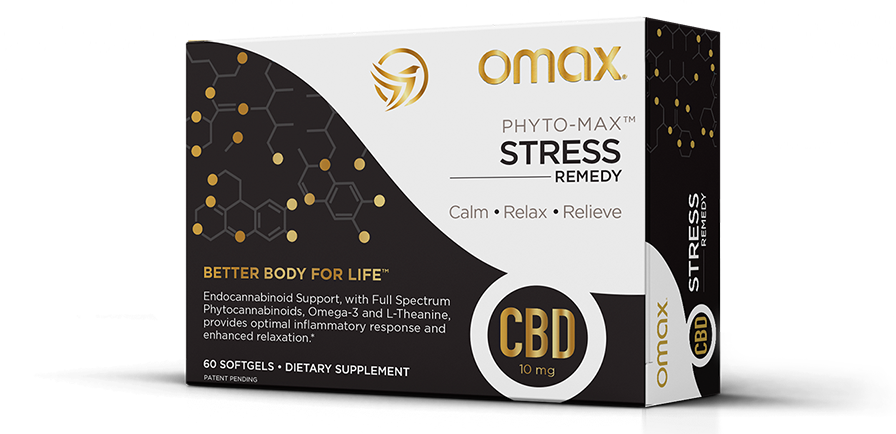 omax®
PHYTO-MAX™
STRESS
REMEDY
Calm • Relax • Relieve
BETTER BODY FOR LIFE™
Endocannabinoid Support, with Full Spectrum
Phytocannabinoids, Omega-3 and L-Theanine,
provides optimal inflammatory response and
enhanced relaxation.*
60 SOFTGELS • DIETARY SUPPLEMENT
PATENT PENDING
CBD
10 mg
STRESS
REMEDY
omax
CBD